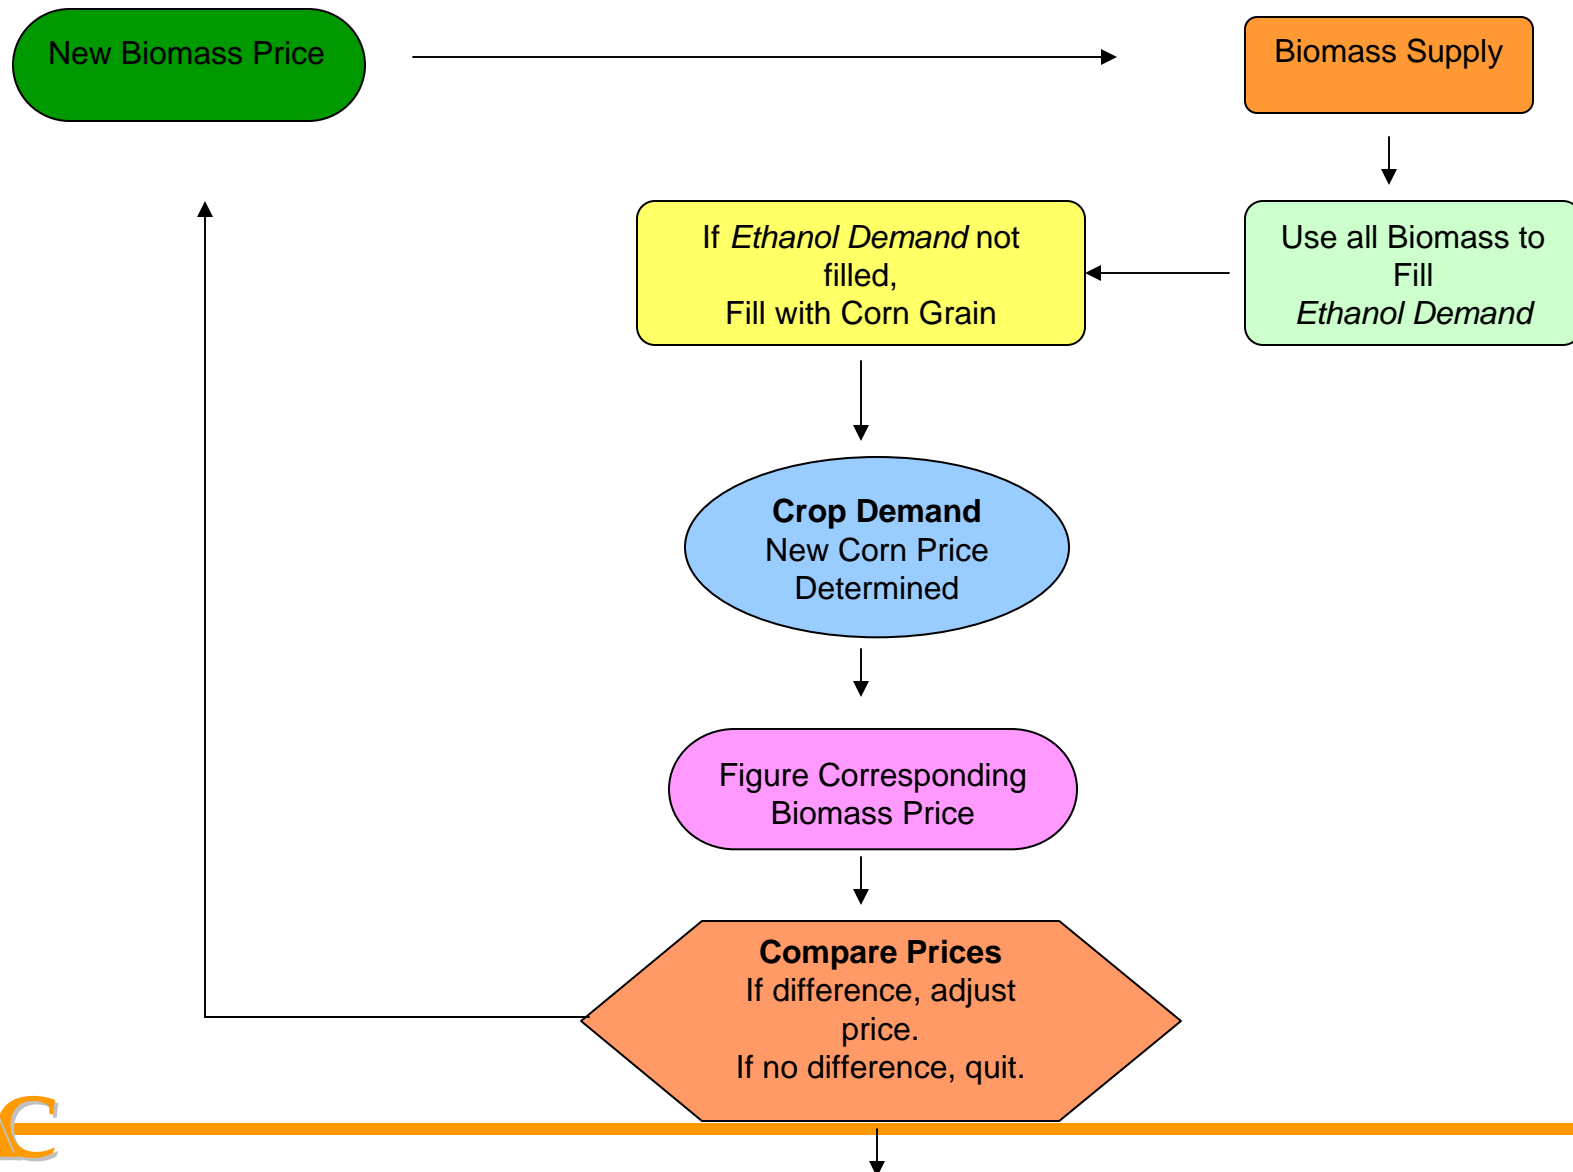 New Biomass Price
Biomass Supply
If Ethanol Demand not
filled,
Fill with Corn Grain
Use all Biomass to
Fill
Ethanol Demand
Crop Demand
New Corn Price
Determined
Figure Corresponding
Biomass Price
Compare Prices
If difference, adjust
price.
If no difference, quit.
C